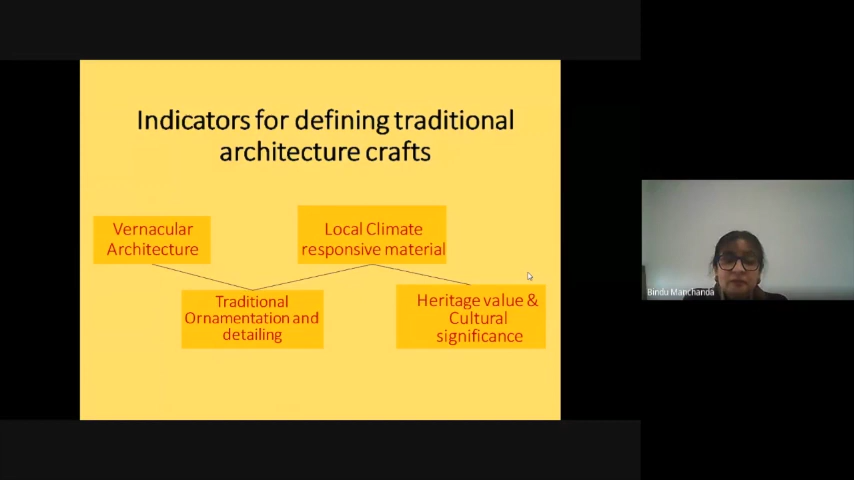 Indicators for defining traditional
architecture crafts
Vernacular
Architecture
Local Climate
responsive material
Traditional
Ornamentation and
detailing
Heritage value &
Cultural
significance
Bindu Manchanda